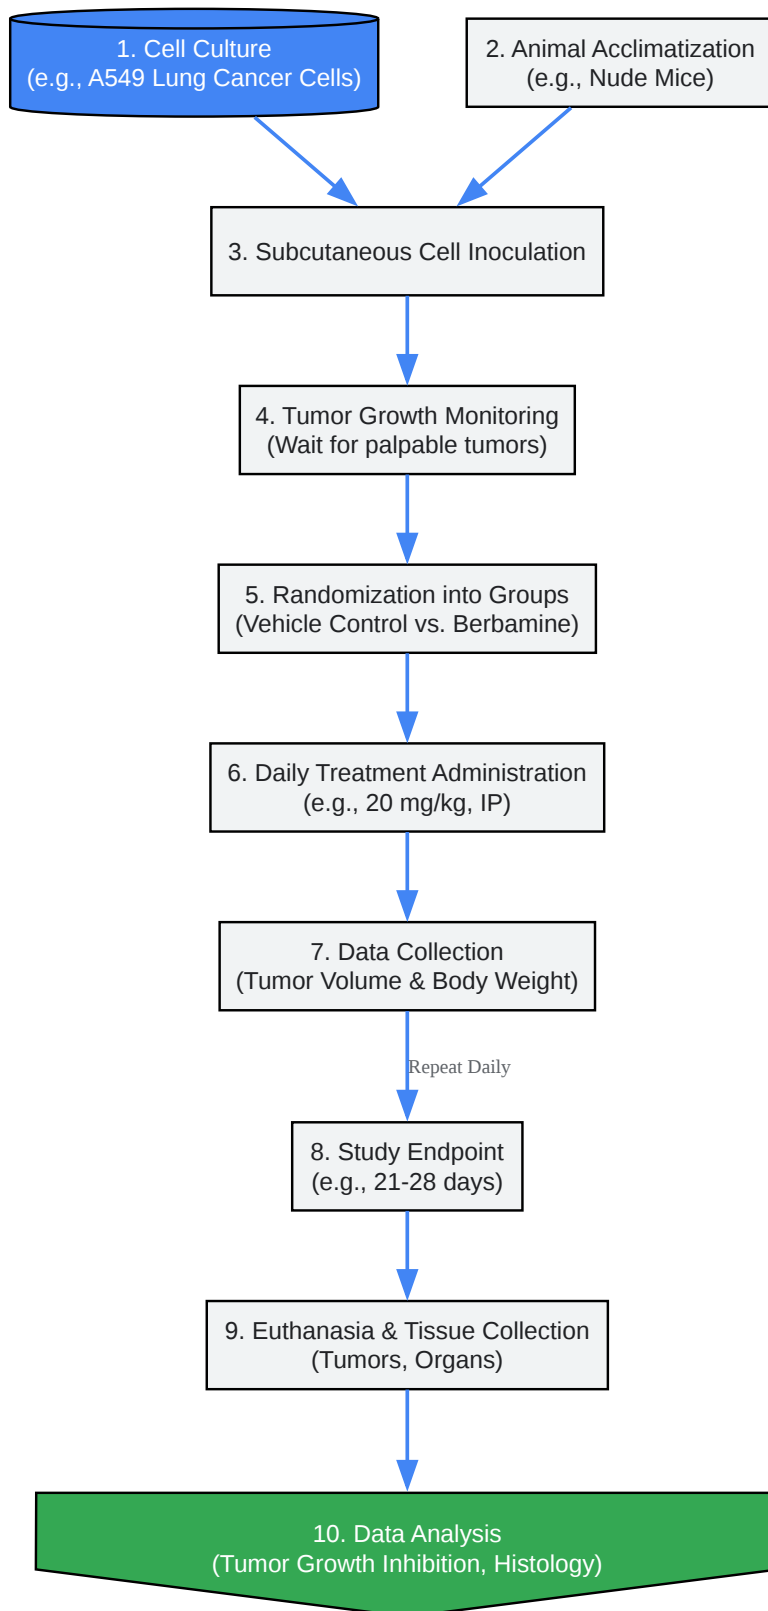 1. Cell Culture
(e.g., A549 Lung Cancer Cells)
2. Animal Acclimatization
(e.g., Nude Mice)
3. Subcutaneous Cell Inoculation
4. Tumor Growth Monitoring
(Wait for palpable tumors)
5. Randomization into Groups
(Vehicle Control vs. Berbamine)
6. Daily Treatment Administration
(e.g., 20 mg/kg, IP)
7. Data Collection
(Tumor Volume & Body Weight)
Repeat Daily
8. Study Endpoint
(e.g., 21-28 days)
9. Euthanasia & Tissue Collection
(Tumors, Organs)
10. Data Analysis
(Tumor Growth Inhibition, Histology)